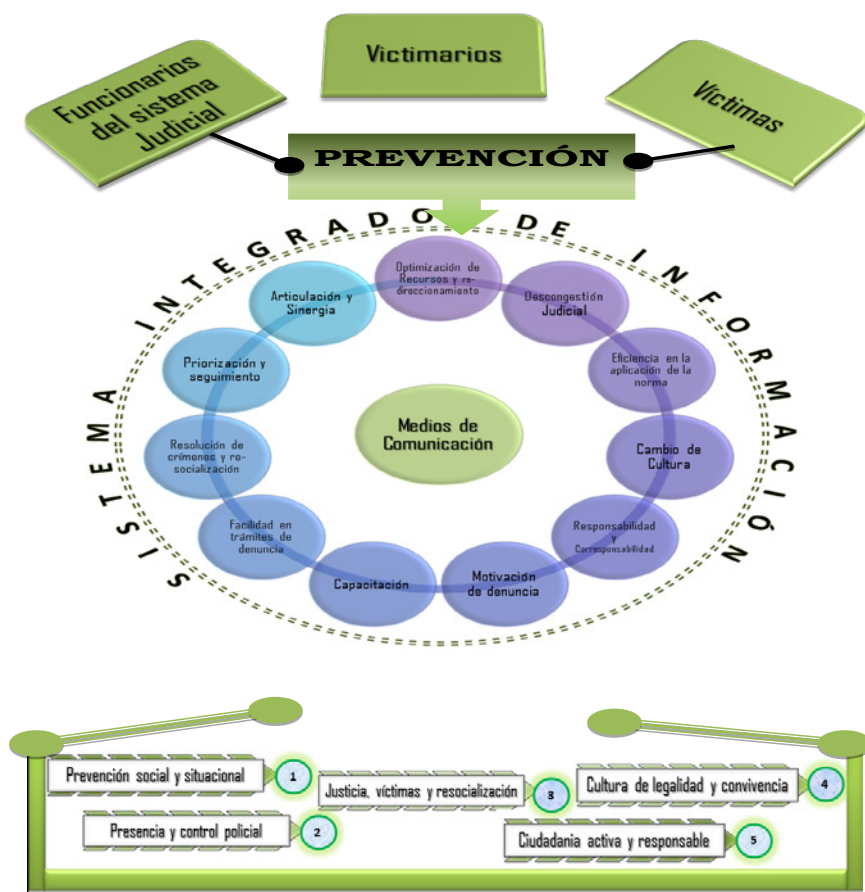 Funcionarios
del sistema
Judicial
Victimarios
Víctimas
PREVENCIÓN
SISTEMA INTEGRADO DE INFORMACIÓN
Optimización de
Recursos y re-
direccionamiento
Descongestión
Judicial
Eficiencia en la
aplicación de la
norma
Cambio de
Cultura
Responsabilidad
y
Corresponsabilidad
Motivación
de denuncia
Capacitación
Facilidad en
trámites de
denuncia
Resolución de
crímenes y re-
socialización
Priorización y
seguimiento
Articulación y
Sinergia
Medios de
Comunicación
Prevención social y situacional 1
Presencia y control policial 2
Justicia, víctimas y resocialización 3
Cultura de legalidad y convivencia 4
Ciudadania activa y responsable 5